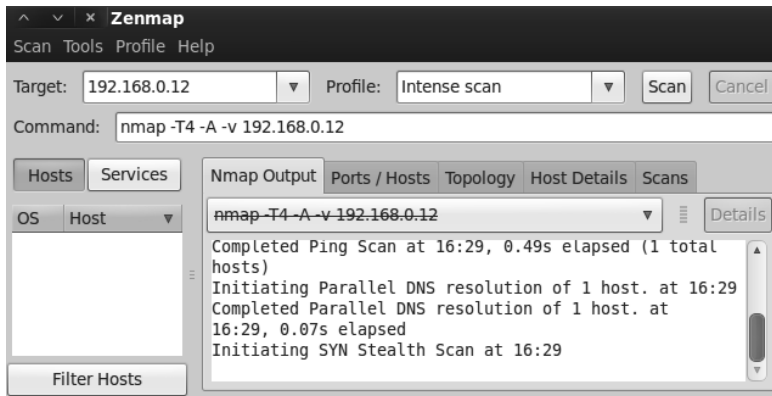 Zenmap
Scan Tools Profile Help
Target: 192.168.0.12 Profile: Intense scan Scan Cancel
Command: nmap -T4 -A -v 192.168.0.12
Hosts Services Nmap Output Ports / Hosts Topology Host Details Scans
OS Host nmap -T4 -A -v 192.168.0.12 Details
Completed Ping Scan at 16:29, 0.49s elapsed (1 total
hosts)
Initiating Parallel DNS resolution of 1 host. at 16:29
Completed Parallel DNS resolution of 1 host. at
16:29, 0.07s elapsed
Initiating SYN Stealth Scan at 16:29
Filter Hosts